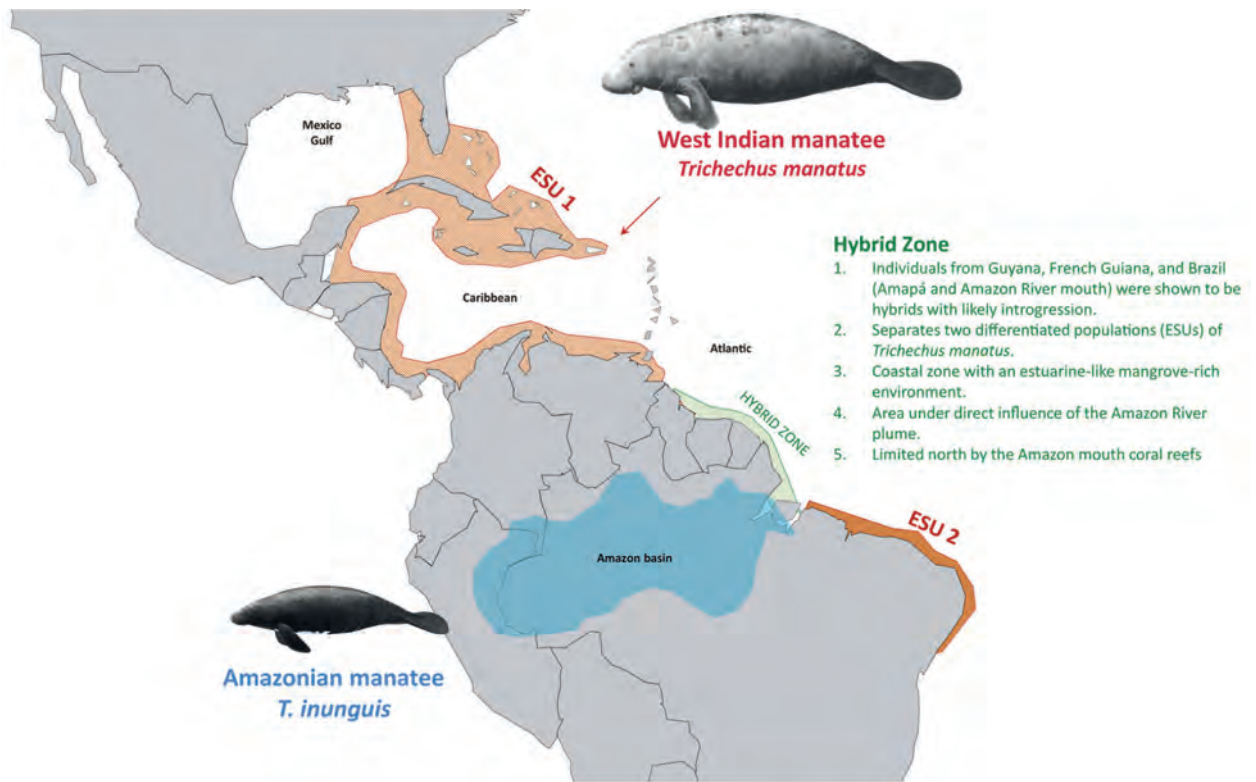 Mexico
Gulf
West Indian manatee
Trichechus manatus
ESU 1
Hybrid Zone
1. Individuals from Guyana, French Guiana, and Brazil
(Amapá and Amazon River mouth) were shown to be
hybrids with likely introgression.
2. Separates two differentiated populations (ESUs) of
Trichechus manatus.
3. Coastal zone with an estuarine-like mangrove-rich
environment.
4. Area under direct influence of the Amazon River
plume.
5. Limited north by the Amazon mouth coral reefs
Caribbean
Atlantic
HYBRID ZONE
ESU 2
Amazon basin
Amazonian manatee
T. inunguis